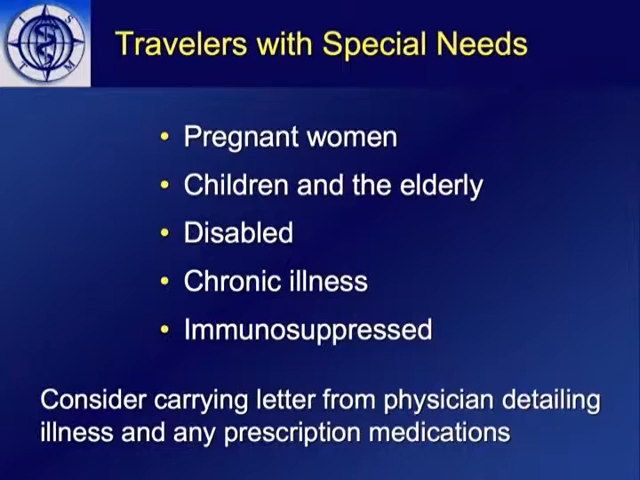 I S T M
Travelers with Special Needs
• Pregnant women
• Children and the elderly
• Disabled
• Chronic illness
• Immunosuppressed
Consider carrying letter from physician detailing
illness and any prescription medications